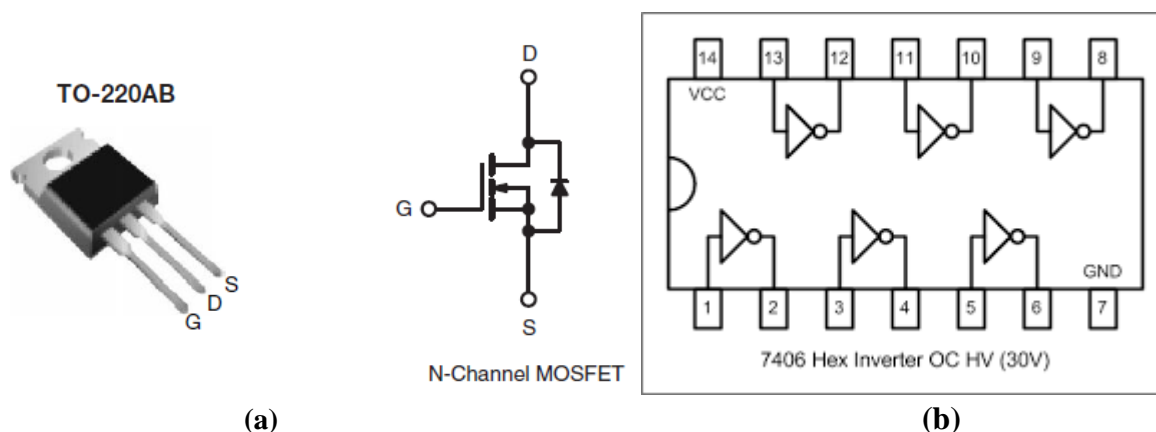 TO-220AB
S
D
G
D
G
S
N-Channel MOSFET
14 13 12 11 10 9 8
VCC
GND
1 2 3 4 5 6 7
7406 Hex Inverter OC HV (30V)
(a)
(b)